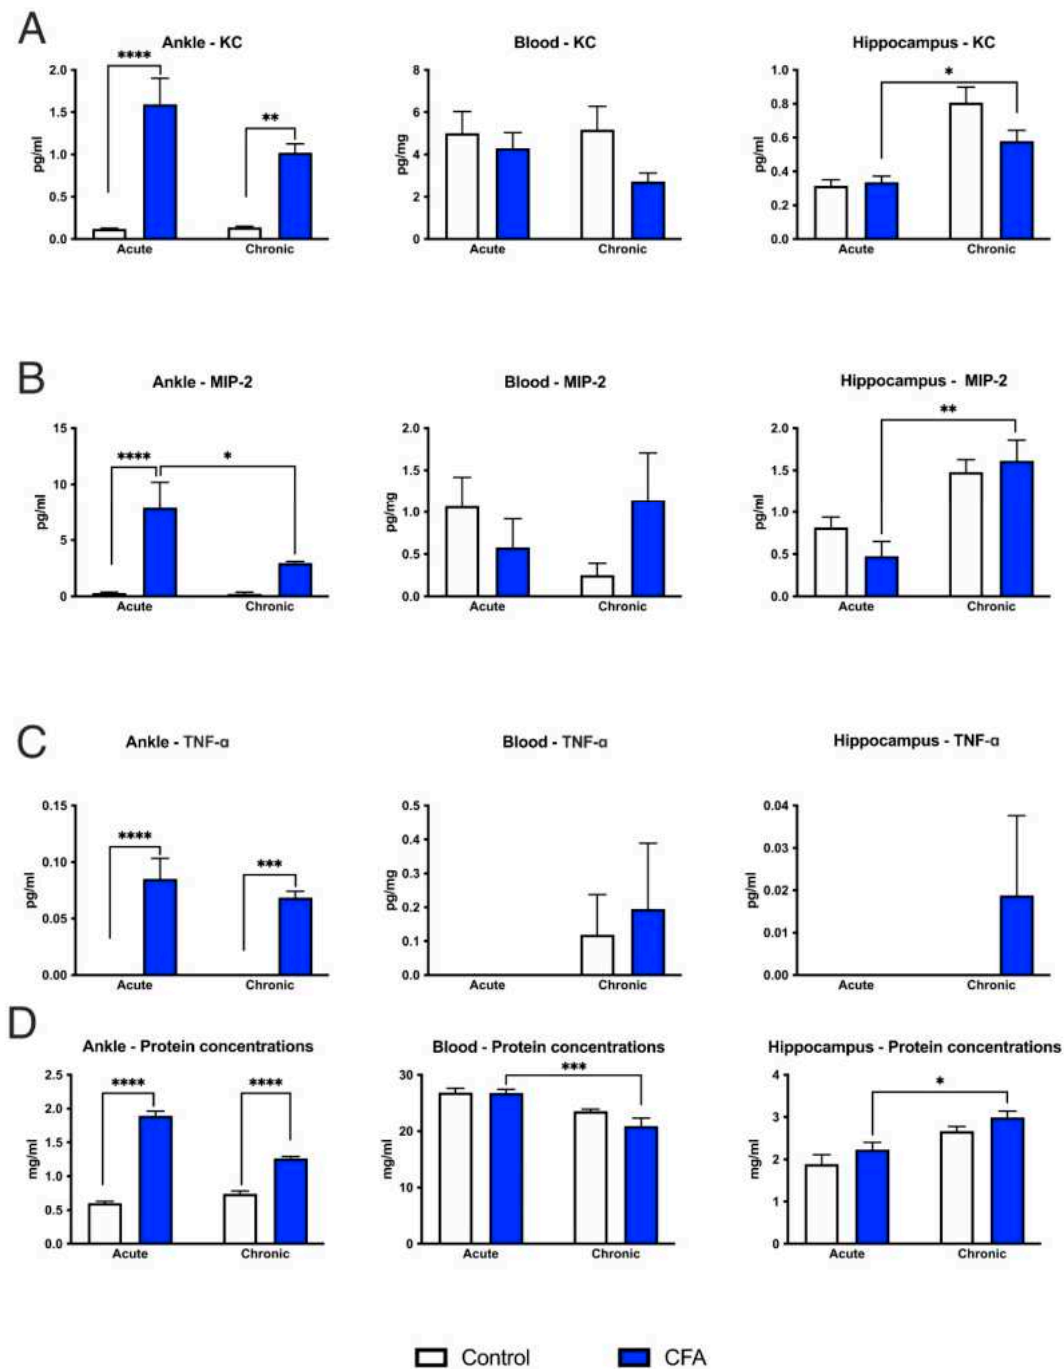 A
Ankle - KC
Blood - KC
Hippocampus - KC
****
**
*
2.0
1.5
1.0
0.5
0.0
pg/ml
Acute
Chronic
8
6
4
2
0
pg/mg
Acute
Chronic
1.0
0.8
0.6
0.4
0.2
0.0
pg/ml
Acute
Chronic
B
Ankle - MIP-2
Blood - MIP-2
Hippocampus - MIP-2
****
*
**
15
10
5
0
pg/ml
Acute
Chronic
2.0
1.5
1.0
0.5
0.0
pg/mg
Acute
Chronic
2.0
1.5
1.0
0.5
0.0
pg/ml
Acute
Chronic
C
Ankle - TNF-α
Blood - TNF-α
Hippocampus - TNF-α
****
***
0.15
0.10
0.05
0.00
pg/ml
Acute
Chronic
0.5
0.4
0.3
0.2
0.1
0.0
pg/mg
Acute
Chronic
0.04
0.03
0.02
0.01
0.00
pg/ml
Acute
Chronic
D
Ankle - Protein concentrations
Blood - Protein concentrations
Hippocampus - Protein concentrations
****
****
***
*
2.5
2.0
1.5
1.0
0.5
0.0
mg/ml
Acute
Chronic
30
20
10
0
mg/ml
Acute
Chronic
4
3
2
1
0
mg/ml
Acute
Chronic
Control
CFA